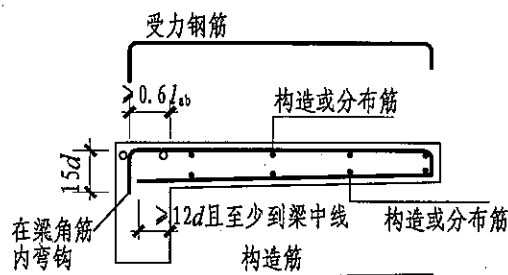 受力钢筋
≥0.6lab
构造或分布筋
15d
在梁角筋
内弯钩
≥12d且至少到梁中线
构造或分布筋
构造筋